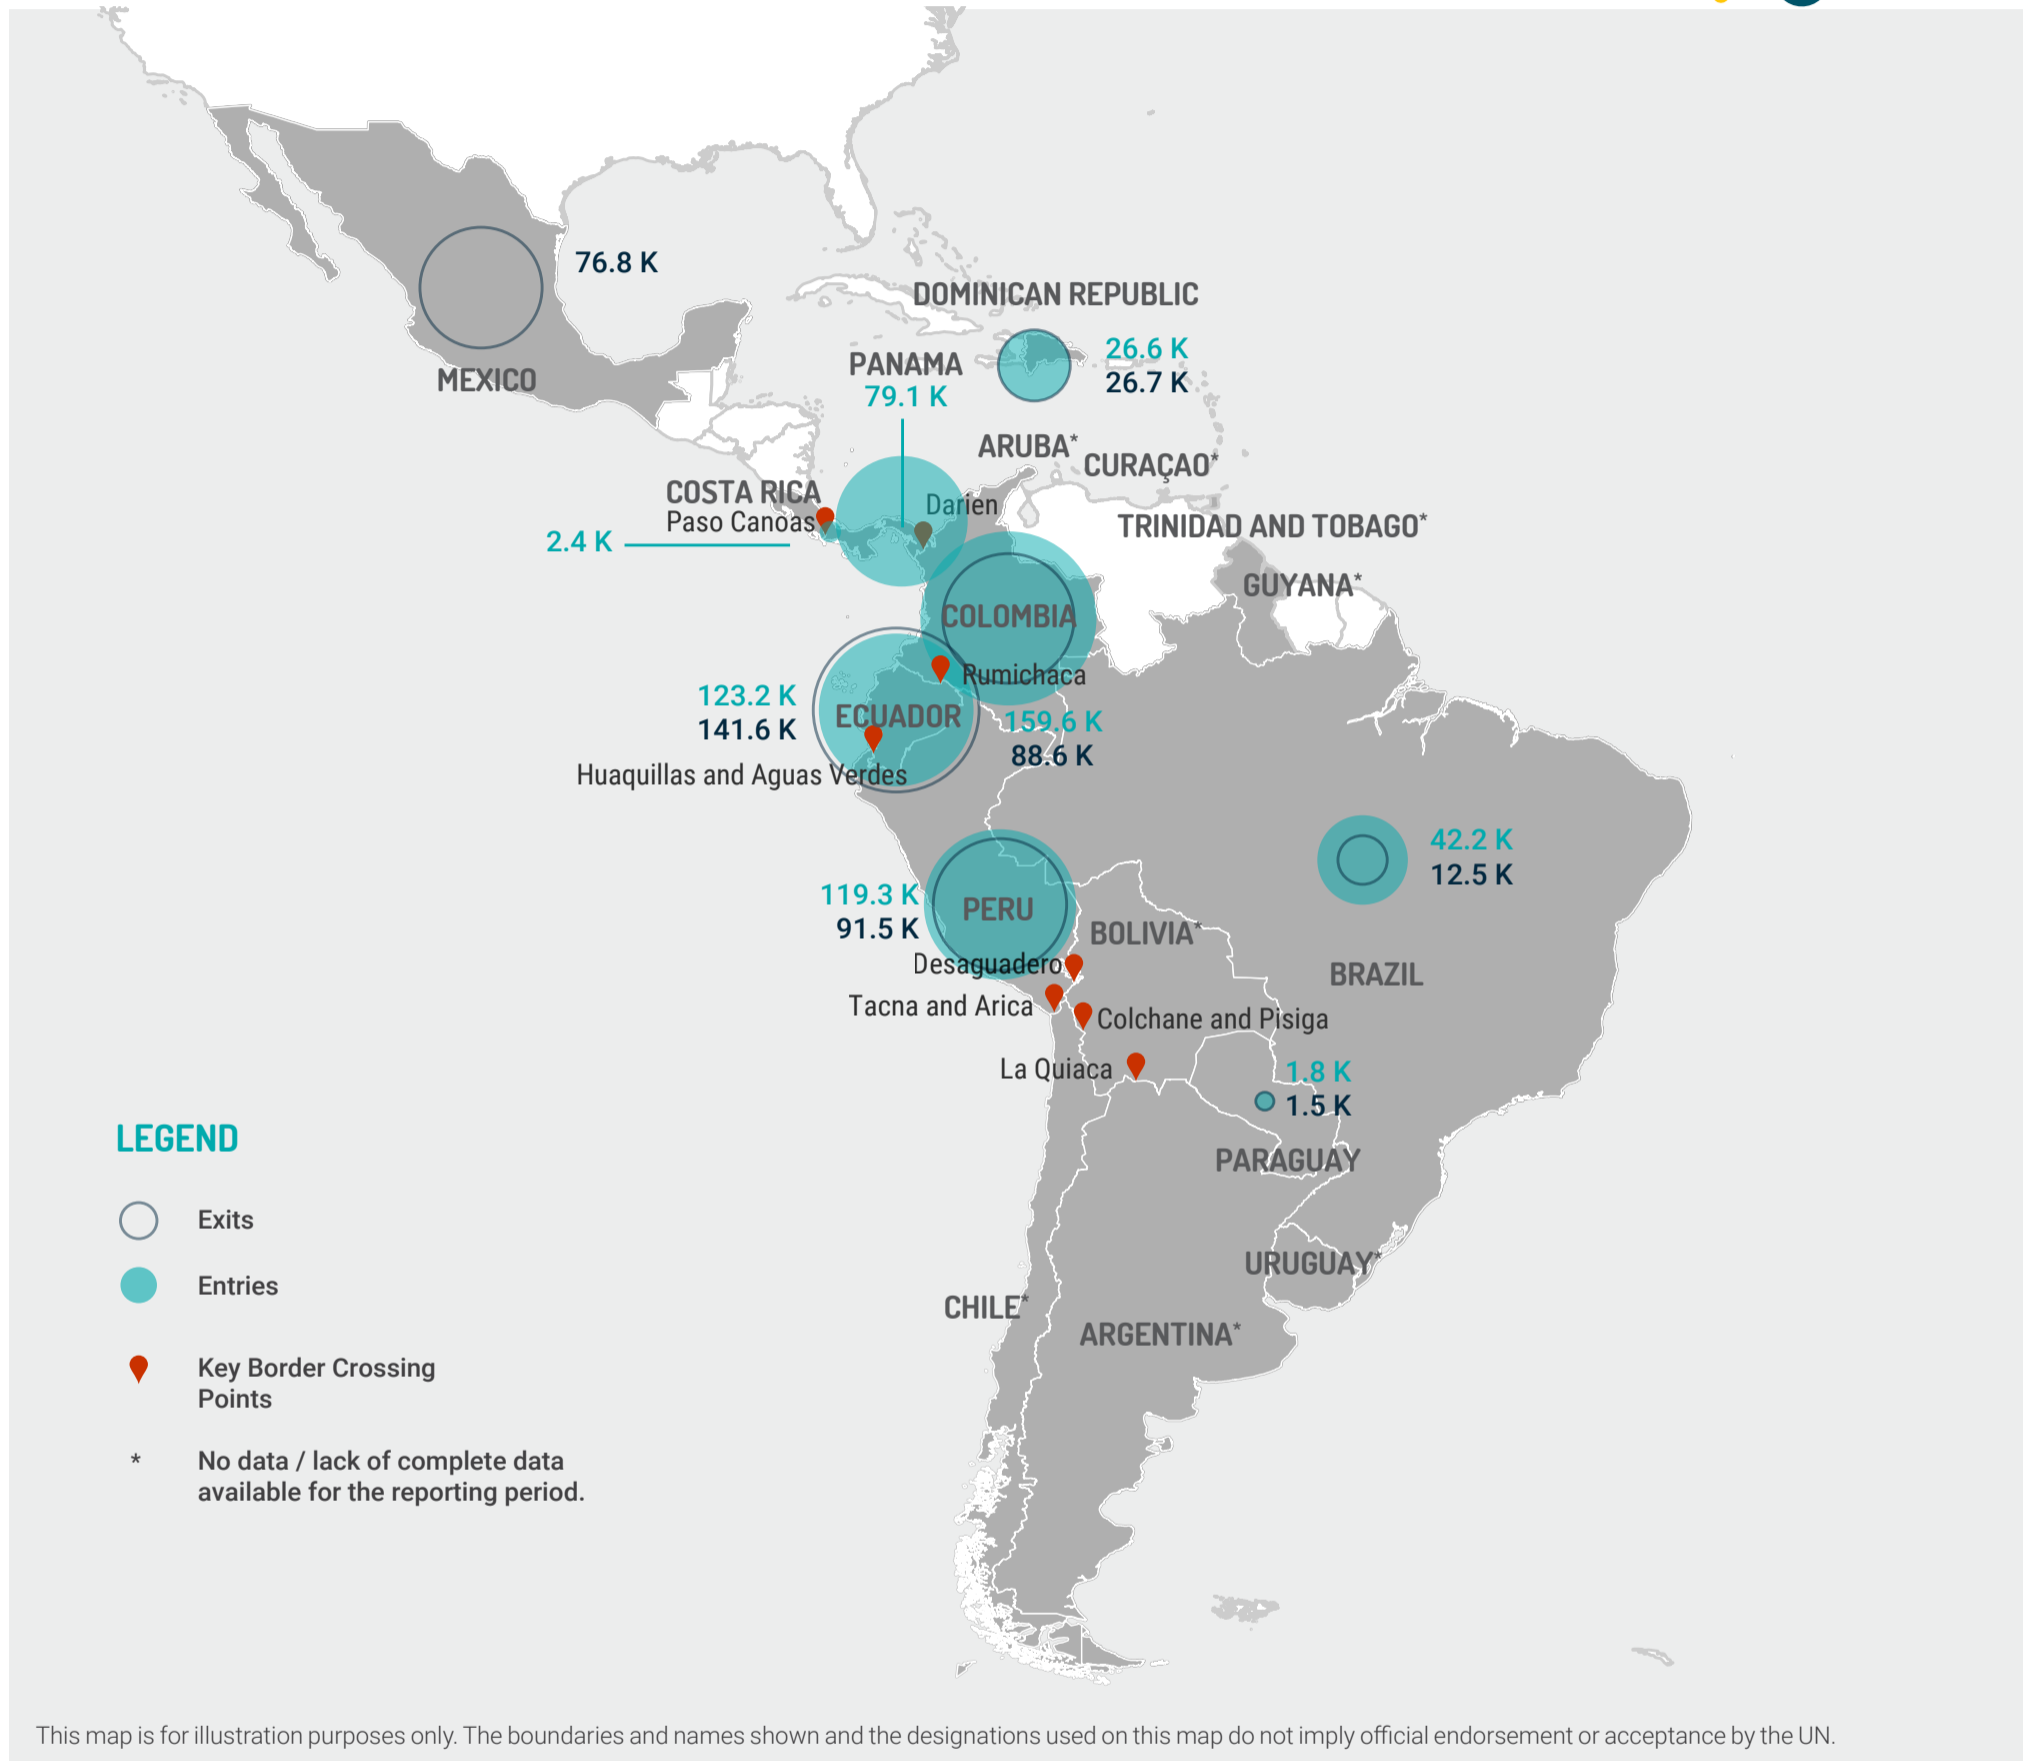 76.8 K
MEXICO
DOMINICAN REPUBLIC
26.6 K
26.7 K
PANAMA
79.1 K
ARUBA*
CURAÇAO*
COSTA RICA
Paso Canoas
Darien
2.4 K
TRINIDAD AND TOBAGO*
GUYANA*
COLOMBIA
Rumichaca
159.6 K
88.6 K
123.2 K
141.6 K
ECUADOR
Huaquillas and Aguas Verdes
42.2 K
12.5 K
BRAZIL
119.3 K
91.5 K
PERU
BOLIVIA*
Desaguadero
Tacna and Arica
Colchane and Pisiga
La Quiaca
1.8 K
1.5 K
PARAGUAY
URUGUAY*
CHILE*
ARGENTINA*
LEGEND
Exits
Entries
Key Border Crossing
Points
* No data / lack of complete data
available for the reporting period.
This map is for illustration purposes only. The boundaries and names shown and the designations used on this map do not imply official endorsement or acceptance by the UN.